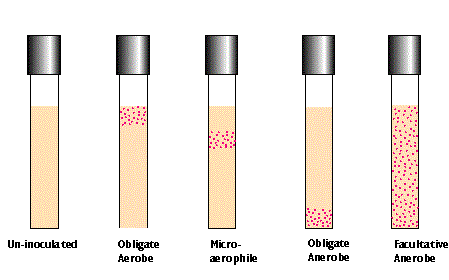 Un-inoculated
Obligate
Aerobe
Micro-
aerophile
Obligate
Anerobe
Facultative
Anerobe